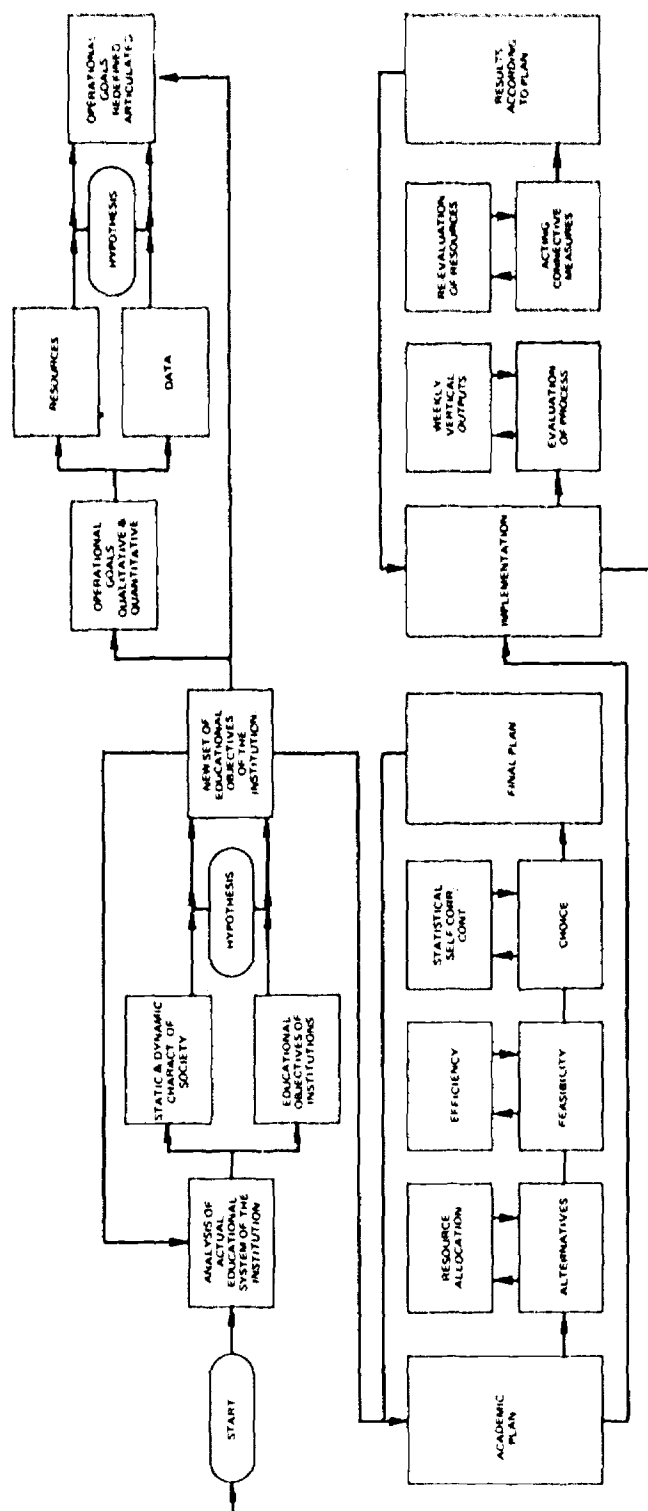 START
ANALYSIS OF
ACTUAL
EDUCATIONAL
SYSTEM OF THE
INSTITUTION
STATIC & DYNAMIC
CHARACT OF
SOCIETY
EDUCATIONAL
OBJECTIVES OF
INSTITUTIONS
HYPOTHESIS
NEW SET OF
EDUCATIONAL
OBJECTIVES
OF THE
INSTITUTION
OPERATIONAL
GOALS
QUALITATIVE &
QUANTITATIVE
RESOURCES
DATA
HYPOTHESIS
OPERATIONAL
GOALS
REDEFINED
ARTICULATED
ACADEMIC
PLAN
RESOURCE
ALLOCATION
ALTERNATIVES
EFFICIENCY
FEASIBILITY
STATISTICAL
SELF CORR
CONT
CHOICE
FINAL PLAN
IMPLEMENTATION
WEEKLY
VERTICAL
OUTPUTS
EVALUATION
OF PROCESS
RE-EVALUATION
OF RESOURCES
ACTING
CONNECTIVE
MEASURES
RESULTS
ACCORDING
TO PLAN